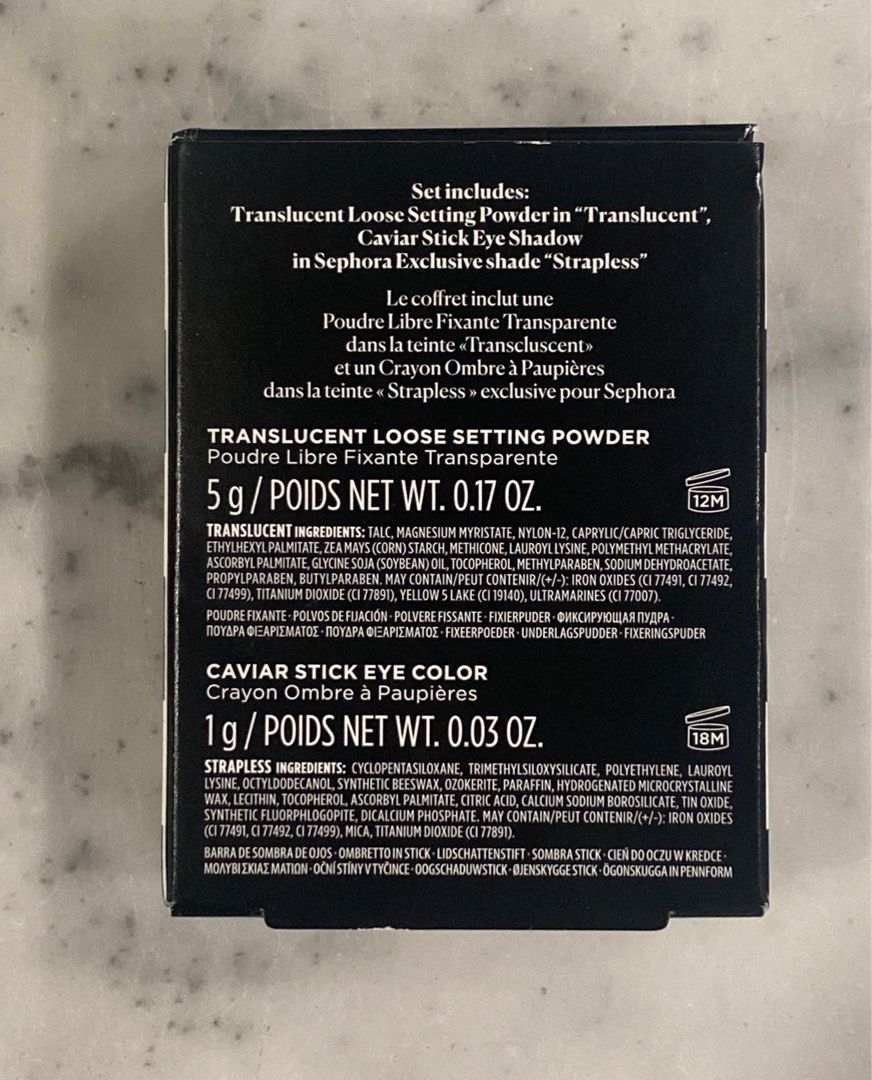 Set includes:
Translucent Loose Setting Powder in “Translucent”,
Caviar Stick Eye Shadow
in Sephora Exclusive shade “Strapless”
Le coffret inclut une
Poudre Libre Fixante Transparente
dans la teinte «Transcluscent»
et un Crayon Ombre à Paupières
dans la teinte « Strapless » exclusive pour Sephora
TRANSLUCENT LOOSE SETTING POWDER
Poudre Libre Fixante Transparente
5 g / POIDS NET WT. 0.17 OZ.
12M
TRANSLUCENT INGREDIENTS: TALC, MAGNESIUM MYRISTATE, NYLON-12, CAPRYLIC/CAPRIC TRIGLYCERIDE,
ETHYLHEXYL PALMITATE, ZEA MAYS (CORN) STARCH, METHICONE, LAUROYL LYSINE, POLYMETHYL METHACRYLATE,
ASCORBYL PALMITATE, GLYCINE SOJA (SOYBEAN) OIL, TOCOPHEROL, METHYLPARABEN, SODIUM DEHYDROACETATE,
PROPYLPARABEN, BUTYLPARABEN. MAY CONTAIN/PEUT CONTENIR/(+/-): IRON OXIDES (CI 77491, CI 77492,
CI 77499), TITANIUM DIOXIDE (CI 77891), YELLOW 5 LAKE (CI 19140), ULTRAMARINES (CI 77007).
POUDRE FIXANTE · POLVOS DE FIJACIÓN · POLVERE FISSANTE · FIXIERPUDER · ФИКСИРУЮЩАЯ ПУДРА ·
ΠΟΥΔΡΑ ΦΙΞΑΡΙΣΜΑΤΟΣ · ΠΟΥΔΡΑ ΦΙΞΑΡΙΣΜΑΤΟΣ · FIXEERPOEDER · UNDERLAGSPUDDER · FIXERINGSPUDER
CAVIAR STICK EYE COLOR
Crayon Ombre à Paupières
1 g / POIDS NET WT. 0.03 OZ.
18M
STRAPLESS INGREDIENTS: CYCLOPENTASILOXANE, TRIMETHYLSILOXYSILICATE, POLYETHYLENE, LAUROYL
LYSINE, OCTYLDODECANOL, SYNTHETIC BEESWAX, OZOKERITE, PARAFFIN, HYDROGENATED MICROCRYSTALLINE
WAX, LECITHIN, TOCOPHEROL, ASCORBYL PALMITATE, CITRIC ACID, CALCIUM SODIUM BOROSILICATE, TIN OXIDE,
SYNTHETIC FLUORPHLOGOPITE, DICALCIUM PHOSPHATE. MAY CONTAIN/PEUT CONTENIR/(+/-): IRON OXIDES
(CI 77491, CI 77492, CI 77499), MICA, TITANIUM DIOXIDE (CI 77891).
BARRA DE SOMBRA DE OJOS · OMBRETTO IN STICK · LIDSCHATTENSTIFT · SOMBRA STICK · CIEŃ DO OCZU W KREDCE ·
ΜΟΛΥΒΙ ΣΚΙΑΣ ΜΑΤΙΩΝ · OČNÍ STÍNY V TYČINCE · OOGSCHADUWSTICK · ØJENSKYGGE STICK · ÖGONSKUGGA IN PENNFORM